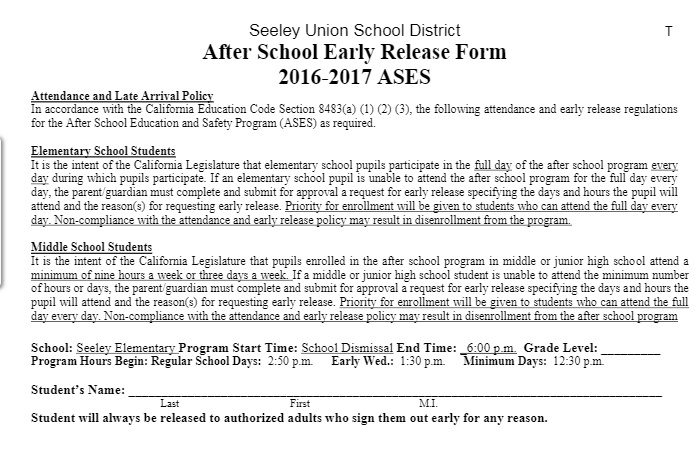 Seeley Union School District
T
After School Early Release Form
2016-2017 ASES
Attendance and Late Arrival Policy
In accordance with the California Education Code Section 8483(a) (1) (2) (3), the following attendance and early release regulations
for the After School Education and Safety Program (ASES) as required.
Elementary School Students
It is the intent of the California Legislature that elementary school pupils participate in the full day of the after school program every
day during which pupils participate. If an elementary school pupil is unable to attend the after school program for the full day every
day, the parent/guardian must complete and submit for approval a request for early release specifying the days and hours the pupil will
attend and the reason(s) for requesting early release. Priority for enrollment will be given to students who can attend the full day every
day. Non-compliance with the attendance and early release policy may result in disenrollment from the program.
Middle School Students
It is the intent of the California Legislature that pupils enrolled in the after school program in middle or junior high school attend a
minimum of nine hours a week or three days a week. If a middle or junior high school student is unable to attend the minimum number
of hours or days, the parent/guardian must complete and submit for approval a request for early release specifying the days and hours the
pupil will attend and the reason(s) for requesting early release. Priority for enrollment will be given to students who can attend the full
day every day. Non-compliance with the attendance and early release policy may result in disenrollment from the after school program
School: Seeley Elementary Program Start Time: School Dismissal End Time: _6:00 p.m. Grade Level: _________
Program Hours Begin: Regular School Days: 2:50 p.m. Early Wed.: 1:30 p.m. Minimum Days: 12:30 p.m.
Student's Name: ____________________
Last First M.I.
Student will always be released to authorized adults who sign them out early for any reason.